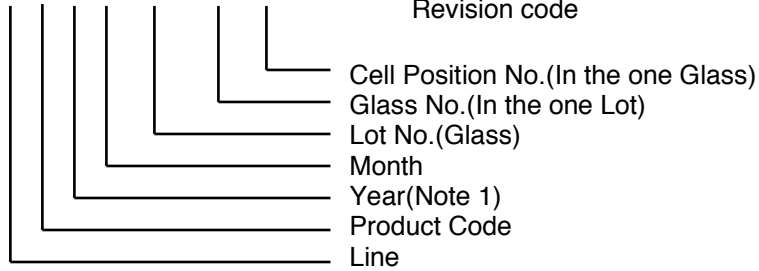 Revision code
Cell Position No.(In the one Glass)
Glass No.(In the one Lot)
Lot No.(Glass)
Month
Year(Note 1)
Product Code
Line